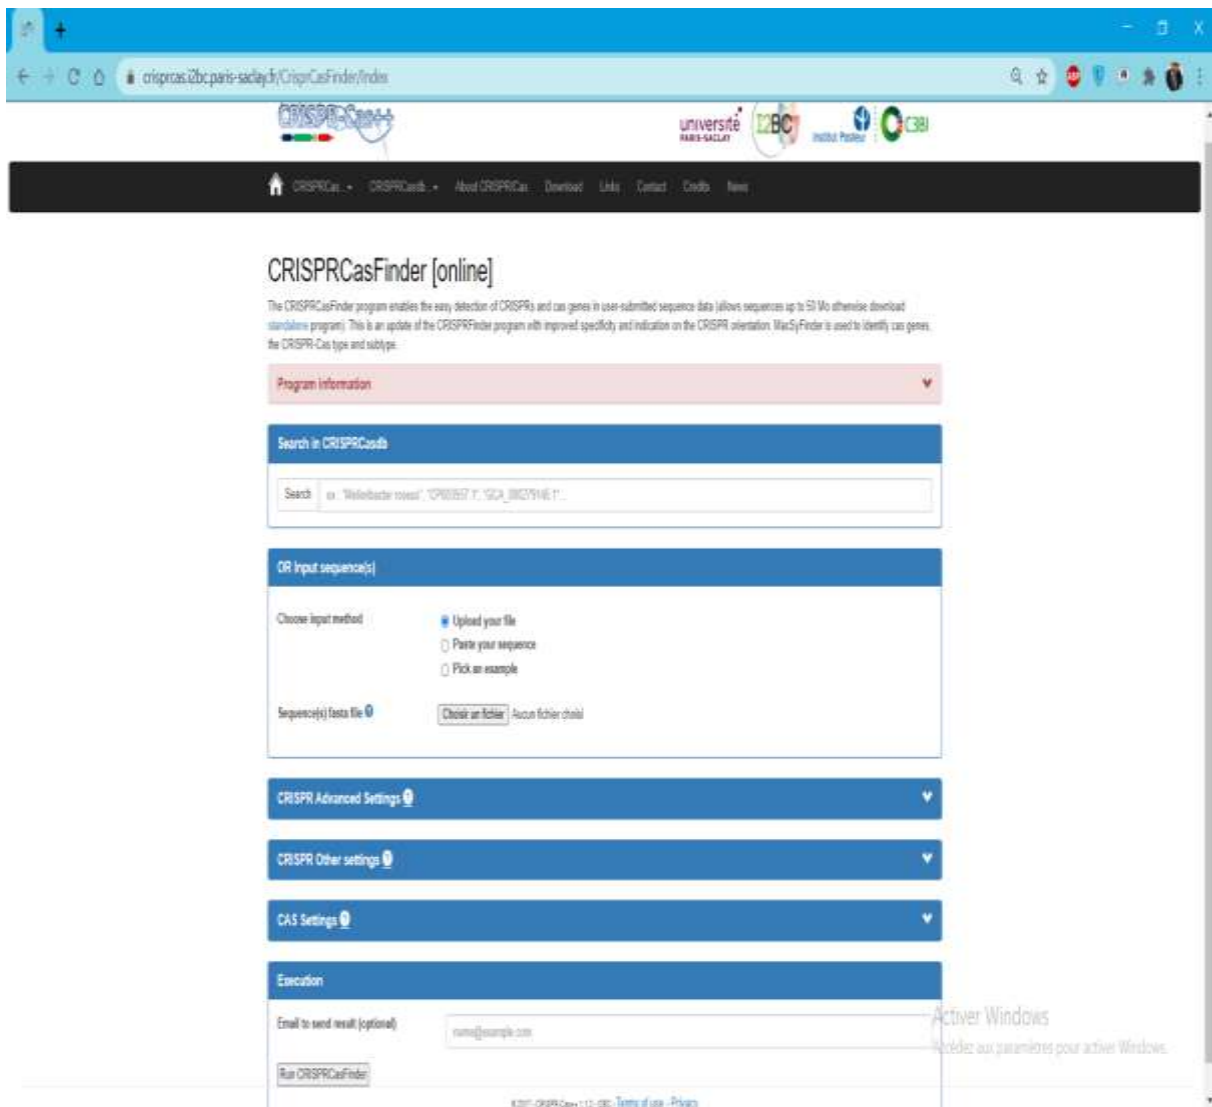 crisprcas.i2bc.paris-saclay.fr/CrisprCasFinder/Index
CRISPR-Cas++
université
PARIS-SACLAY
I2BC
Institut Pasteur
C3BI
CRISPRCas.. CRISPRCasdb.. About CRISPRCas Download Links Contact Credits News
CRISPRCasFinder [online]
The CRISPRCasFinder program enables the easy detection of CRISPRs and cas genes in user-submitted sequence data (allows sequences up to 50 Mo otherwise download
standalone program). This is an update of the CRISPRFinder program with improved specificity and indication on the CRISPR orientation. MacSyFinder is used to identify cas genes,
the CRISPR-Cas type and subtype.
Program information
Search in CRISPRCasdb
Search
OR Input sequence(s)
Choose input method
Upload your file
Paste your sequence
Pick an example
Sequence(s) fasta file ?
Choisir un fichier Aucun fichier choisi
CRISPR Advanced Settings ?
CRISPR Other settings ?
CAS Settings ?
Execution
Email to send result (optional)
name@example.com
Activer Windows
Accédez aux paramètres pour activer Windows.
Run CRISPRCasFinder
Terms of use - Privacy